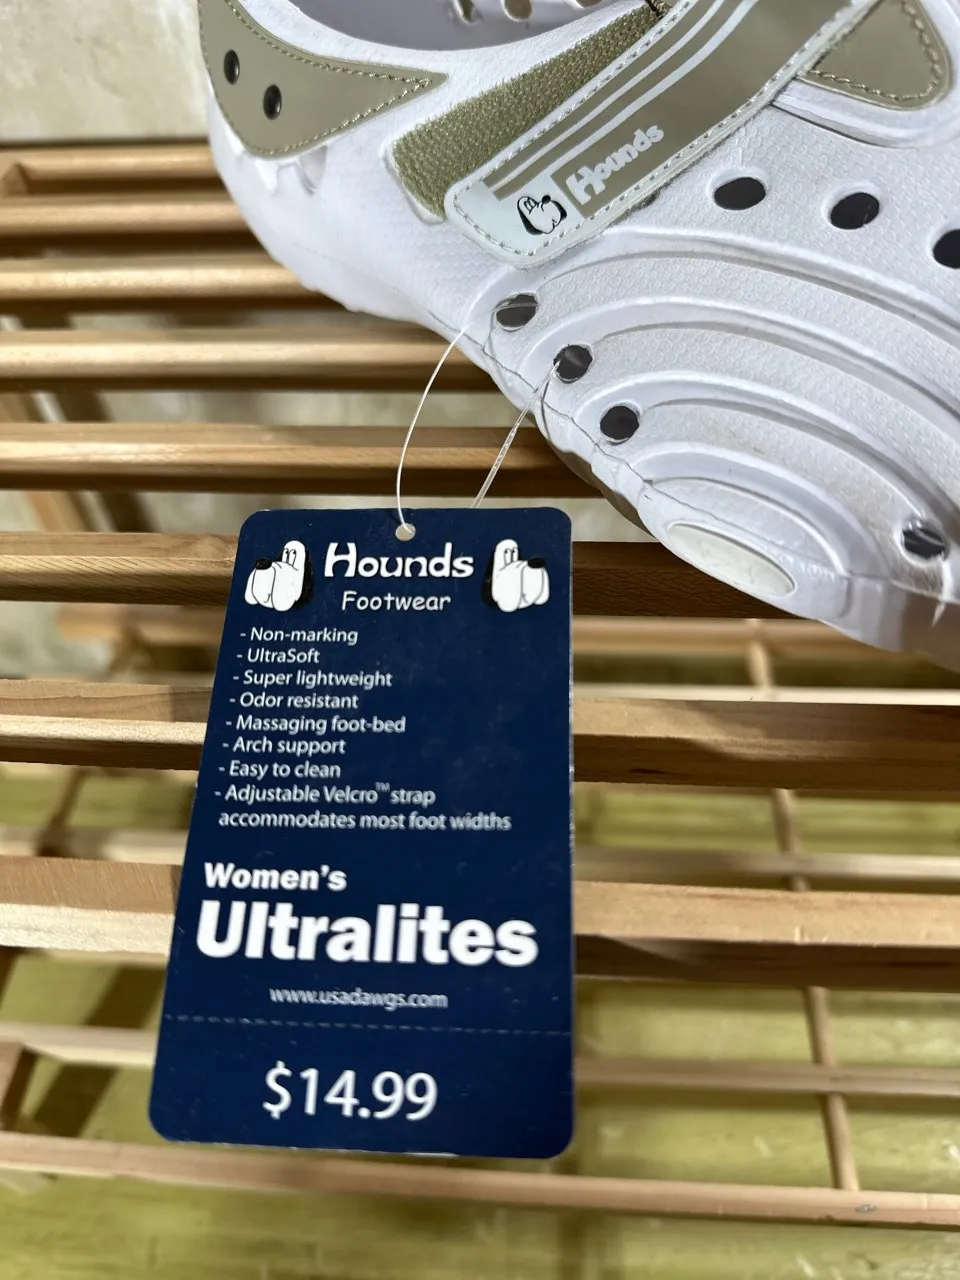 Hounds
Hounds
Footwear
- Non-marking
- UltraSoft
- Super lightweight
- Odor resistant
- Massaging foot-bed
- Arch support
- Easy to clean
- Adjustable Velcro™ strap
accommodates most foot widths
Women's
Ultralites
www.usadawgs.com
$14.99